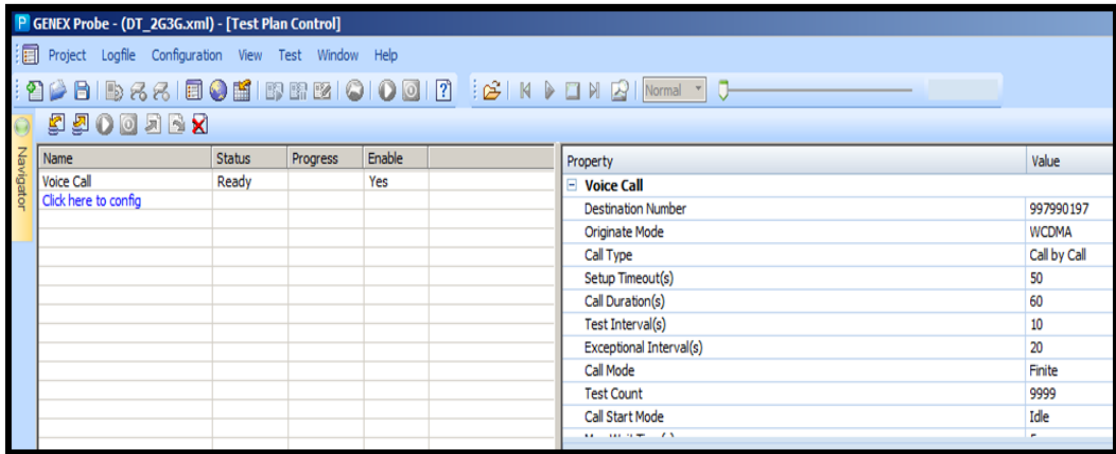 GENEX Probe - (DT_2G3G.xml) - [Test Plan Control]
Project Logfile Configuration View Test Window Help
Normal
Navigator
Name Status Progress Enable
Voice Call Ready Yes
Click here to config
Property Value
Voice Call
Destination Number 997990197
Originate Mode WCDMA
Call Type Call by Call
Setup Timeout(s) 50
Call Duration(s) 60
Test Interval(s) 10
Exceptional Interval(s) 20
Call Mode Finite
Test Count 9999
Call Start Mode Idle